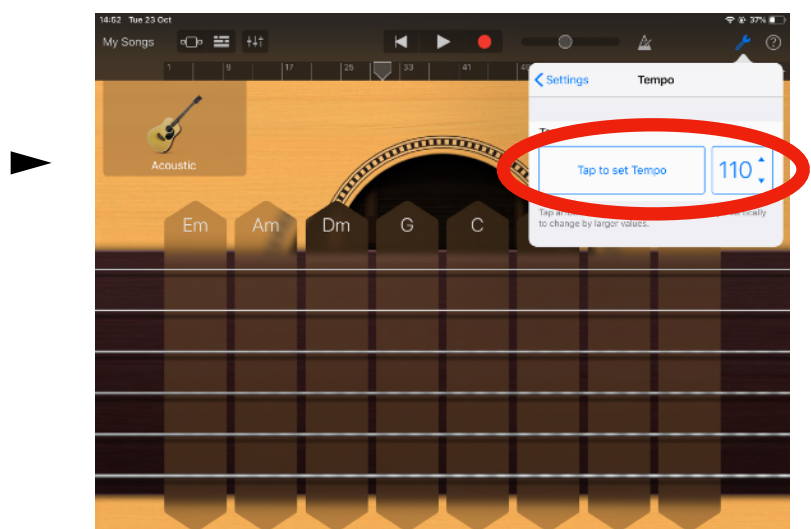 14:52 Tue 23 Oct
37%
My Songs
?
1 9 17 25 33 41
Settings Tempo
Tap to set Tempo 110
Acoustic
to change by larger values.
Em Am Dm G C